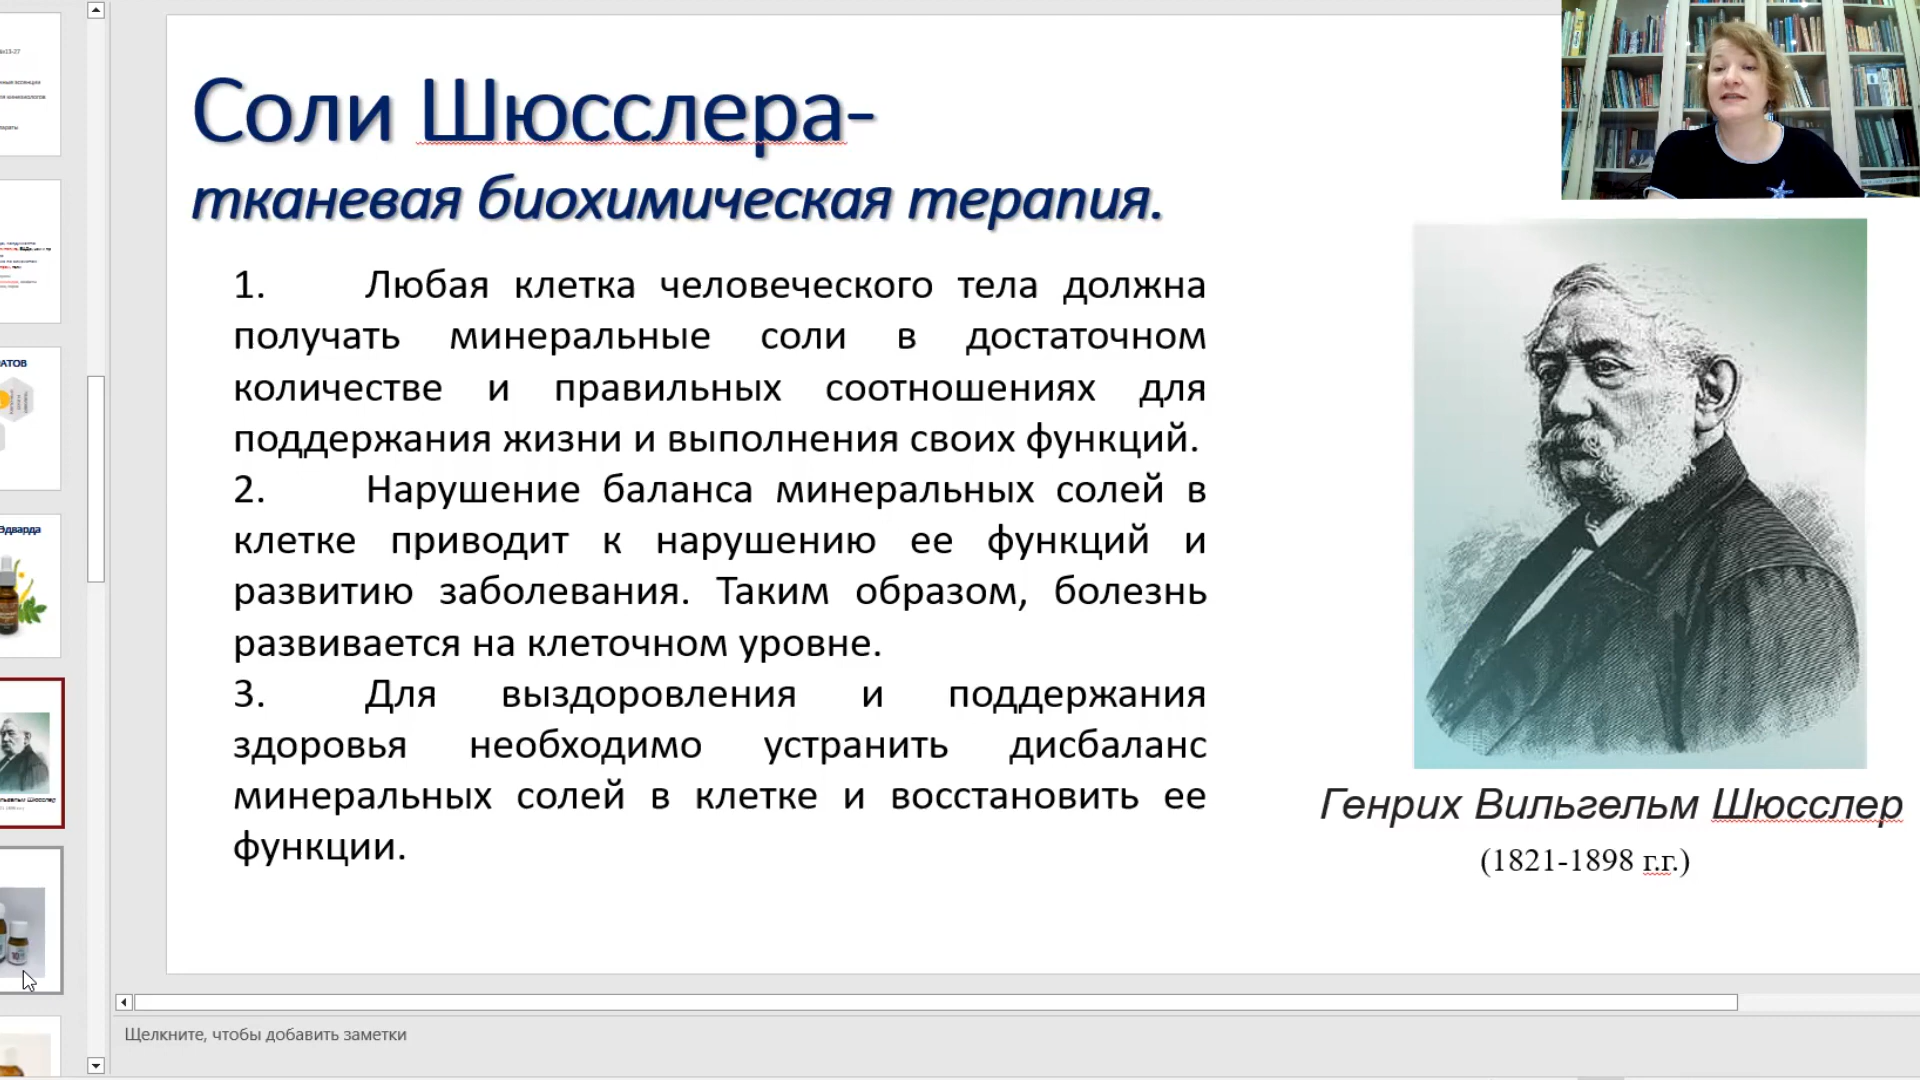 АТОВ
Эдварда
Соли Шюсслера-
тканевая биохимическая терапия.
1. Любая клетка человеческого тела должна
получать минеральные соли в достаточном
количестве и правильных соотношениях для
поддержания жизни и выполнения своих функций.
2. Нарушение баланса минеральных солей в
клетке приводит к нарушению ее функций и
развитию заболевания. Таким образом, болезнь
развивается на клеточном уровне.
3. Для выздоровления и поддержания
здоровья необходимо устранить дисбаланс
минеральных солей в клетке и восстановить ее
функции.
Генрих Вильгельм Шюсслер
(1821-1898 г.г.)
Щелкните, чтобы добавить заметки